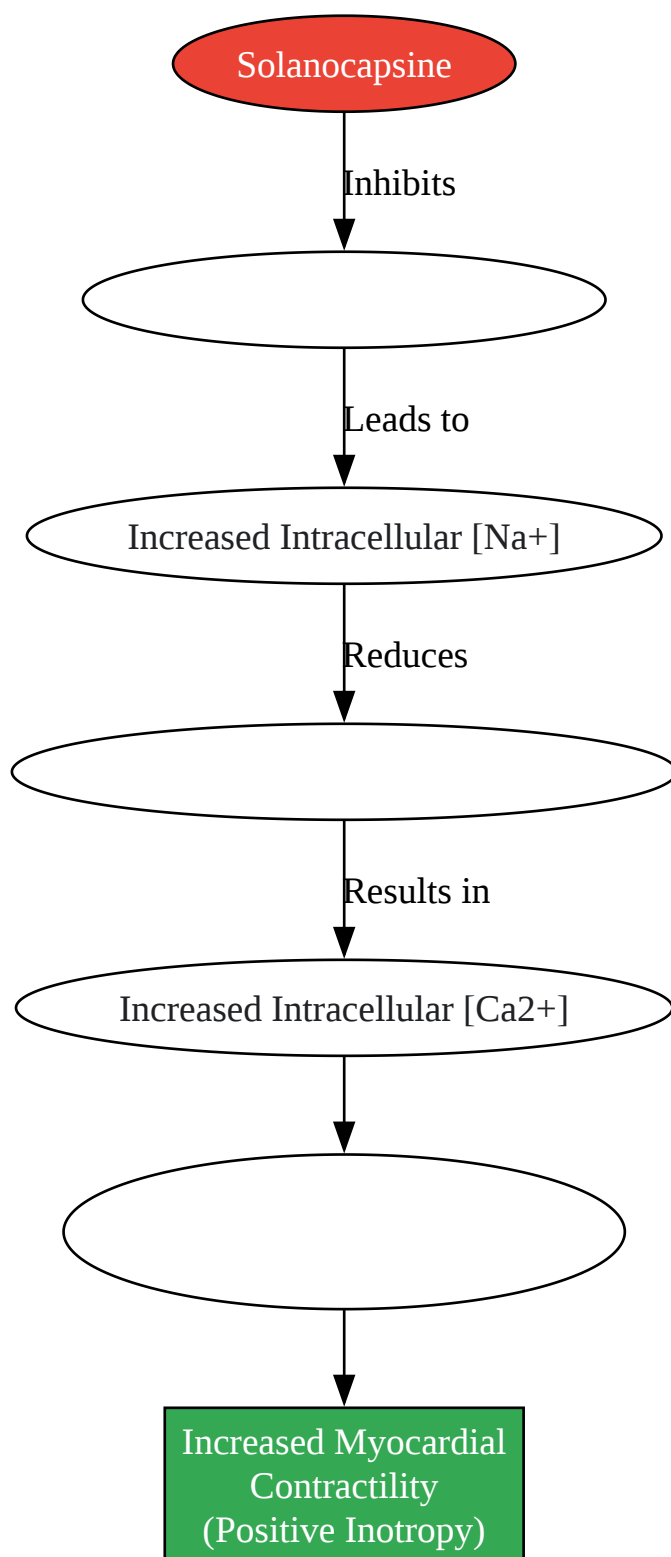 Solanocapsine
Inhibits
Leads to
Increased Intracellular [Na+]
Reduces
Results in
Increased Intracellular [Ca2+]
Increased Myocardial
Contractility
(Positive Inotropy)